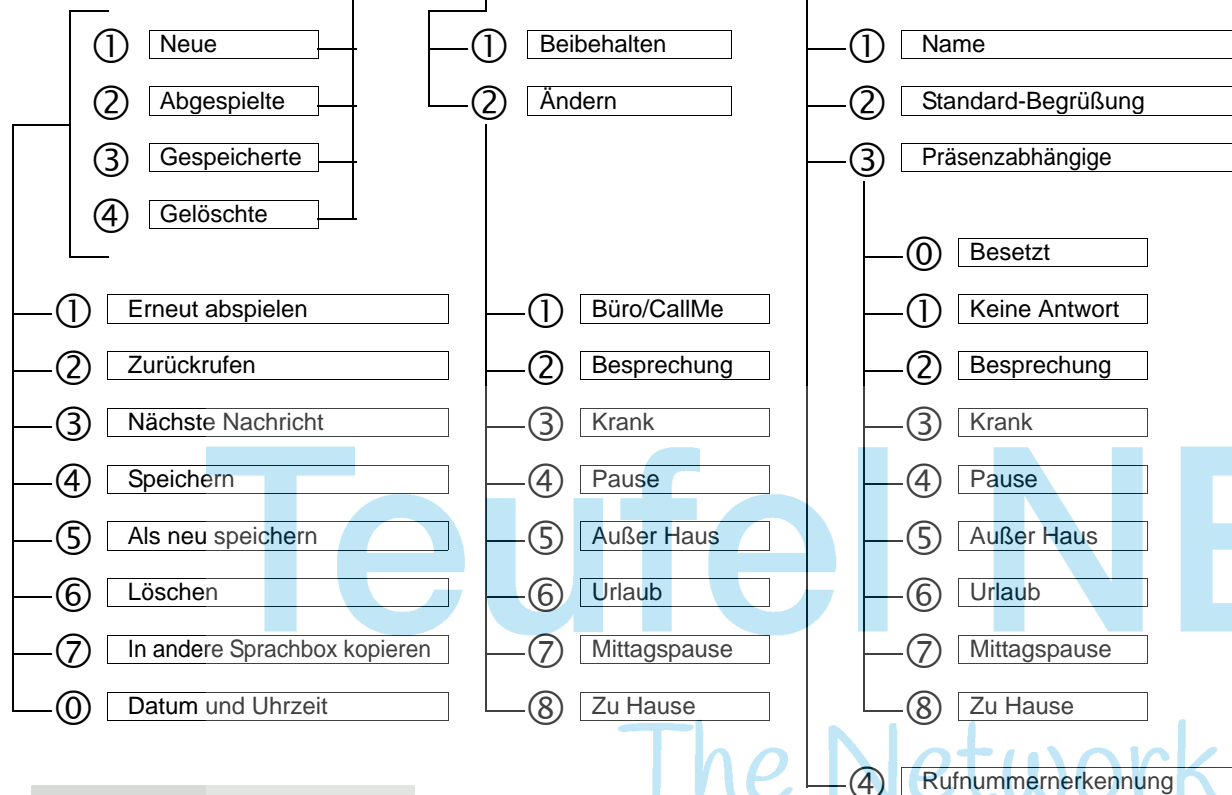 ① Neue
② Abgespielte
③ Gespeicherte
④ Gelöschte
① Erneut abspielen
② Zurückrufen
③ Nächste Nachricht
④ Speichern
⑤ Als neu speichern
⑥ Löschen
⑦ In andere Sprachbox kopieren
⓪ Datum und Uhrzeit
① Beibehalten
② Ändern
① Büro/CallMe
② Besprechung
③ Krank
④ Pause
⑤ Außer Haus
⑥ Urlaub
⑦ Mittagspause
⑧ Zu Hause
① Name
② Standard-Begrüßung
③ Präsenzabhängige
⓪ Besetzt
① Keine Antwort
② Besprechung
③ Krank
④ Pause
⑤ Außer Haus
⑥ Urlaub
⑦ Mittagspause
⑧ Zu Hause
④ Rufnummernerkennung
Teufel NE
The Network